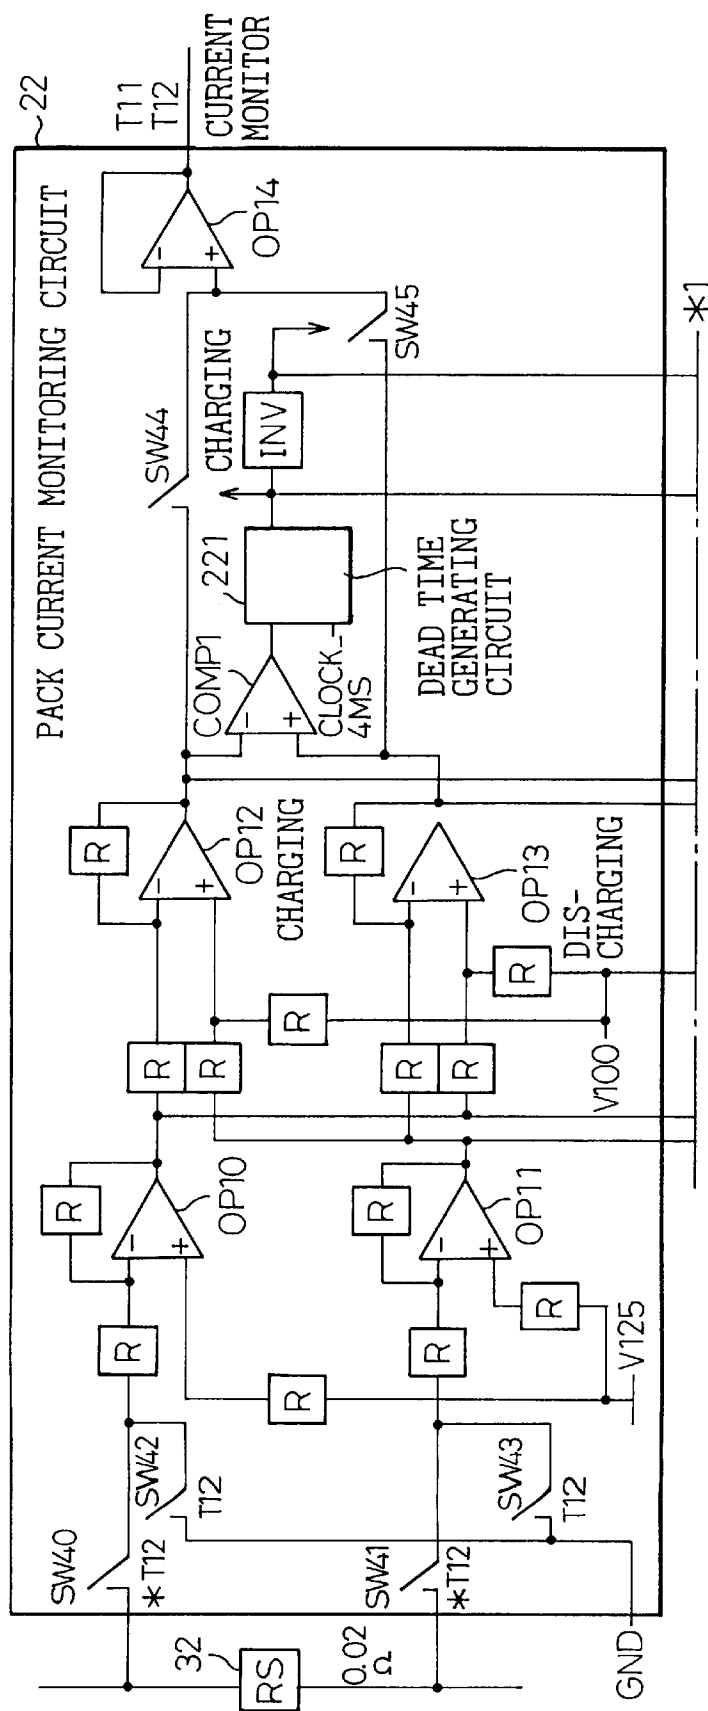 22
T11
T12
CURRENT
MONITOR
PACK CURRENT MONITORING CIRCUIT
-
+
OP14
SW44
CHARGING
INV
SW45
221
COMP1
-
+
CLOCK_
4MS
DEAD TIME
GENERATING
CIRCUIT
*1
R
-
+
OP12
CHARGING
R
-
+
OP13
DIS-
CHARGING
R
R
R
R
R
R
V100
R
-
+
OP10
R
-
+
OP11
R
R
R
R
V125
SW40
*T12
SW42
T12
SW41
*T12
SW43
T12
32
RS
0.02
Ω
GND